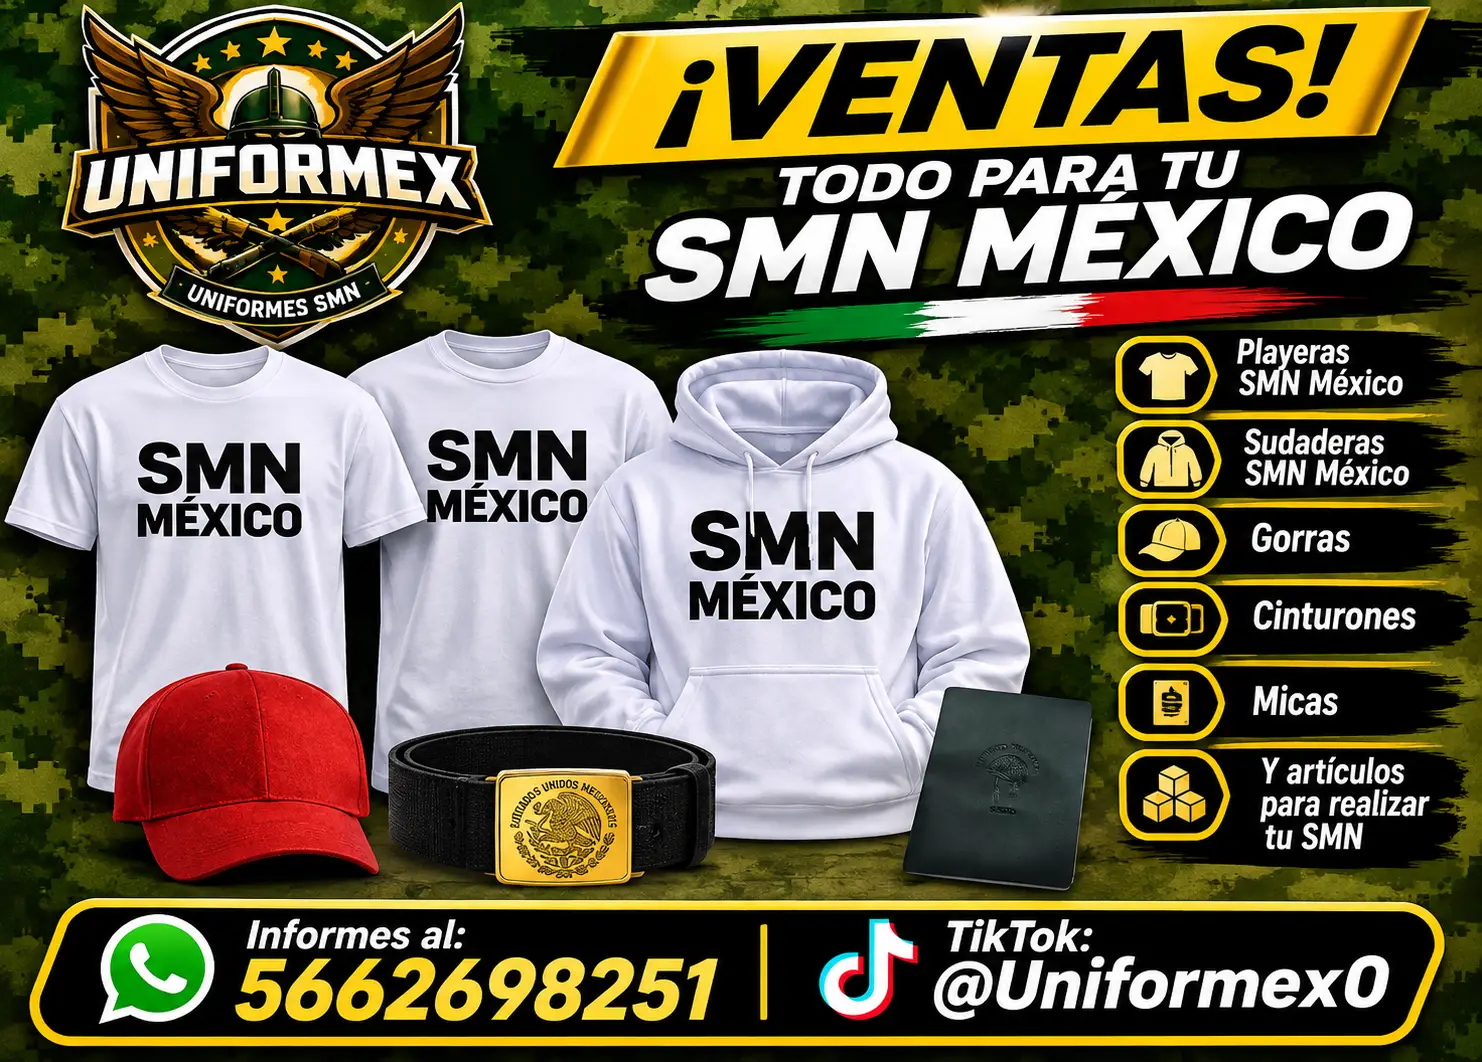 UNIFORMEX
UNIFORMES SMN
¡VENTAS!
TODO PARA TU
SMN MÉXICO
SMN
MÉXICO
SMN
MÉXICO
SMN
MÉXICO
Playeras
SMN México
Sudaderas
SMN México
Gorras
Cinturones
Micas
Y artículos
para realizar
tu SMN
ESTADOS UNIDOS MEXICANOS
Informes al:
5662698251
TikTok:
@Uniformex0